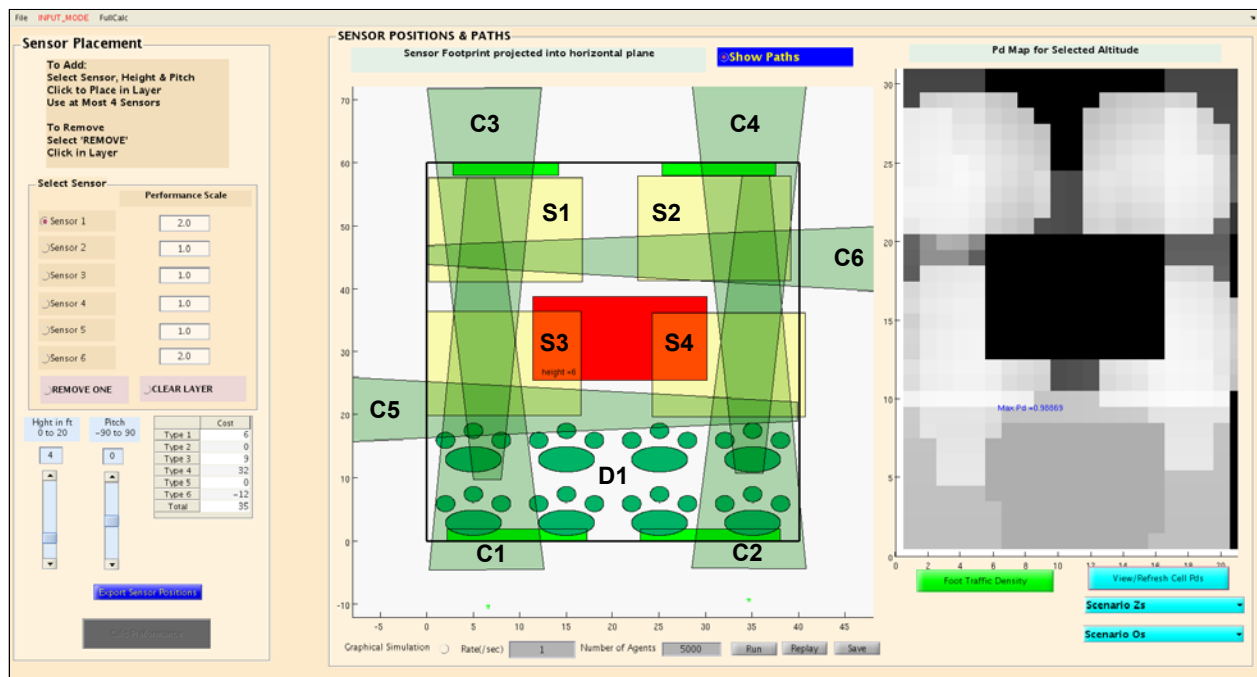 File INPUT_MODE FullCalc
Sensor Placement
To Add:
Select Sensor, Height & Pitch
Click to Place in Layer
Use at Most 4 Sensors
To Remove
Select 'REMOVE'
Click in Layer
Select Sensor
Performance Scale
Sensor 1 2.0
Sensor 2 1.0
Sensor 3 1.0
Sensor 4 1.0
Sensor 5 1.0
Sensor 6 2.0
REMOVE ONE CLEAR LAYER
Hght in ft
0 to 20
Pitch
-90 to 90
4 0
Cost
Type 1 6
Type 2 0
Type 3 9
Type 4 32
Type 5 0
Type 6 -12
Total 35
Export Sensor Positions
SENSOR POSITIONS & PATHS
Sensor Footprint projected into horizontal plane
Show Paths
70
60
50
40
30
20
10
0
-10
C3 C4
S1 S2
C6
S3 S4
height =6
C5
D1
C1 C2
-10 -5 0 5 10 15 20 25 30 35 40 45
Graphical Simulation Rate(/sec) 1 Number of Agents 5000 Run Replay Save
Pd Map for Selected Altitude
30
25
20
15
10
5
Max Pd =0.98869
0 2 4 6 8 10 12 14 16 18 20
Foot Traffic Density
View/Refresh Cell Pds
Scenario Zs
Scenario Os